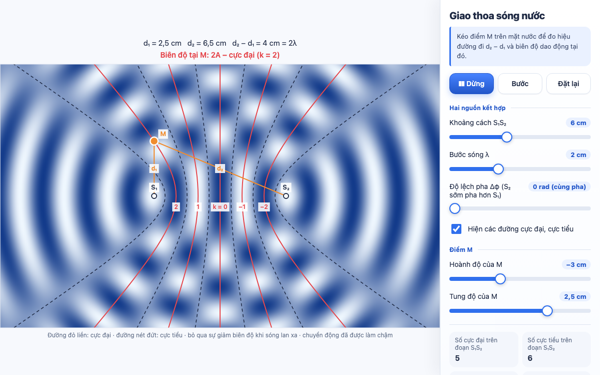 Giao thoa sóng nước
Kéo điểm M trên mặt nước để đo hiệu
đường đi d₂ − d₁ và biên độ dao động tại
đó.
Dừng
Bước
Đặt lại
Hai nguồn kết hợp
Khoảng cách S₁S₂
6 cm
Bước sóng λ
2 cm
Độ lệch pha Δφ (S₂
sớm pha hơn S₁)
0 rad (cùng pha)
Hiện các đường cực đại, cực tiểu
Điểm M
Hoành độ của M
−3 cm
Tung độ của M
2,5 cm
Số cực đại trên
đoạn S₁S₂
5
Số cực tiểu trên
đoạn S₁S₂
6
d₁ = 2,5 cm d₂ = 6,5 cm d₂ − d₁ = 4 cm = 2λ
Biên độ tại M: 2A – cực đại (k = 2)
M
d₁
d₂
S₁
S₂
2
1
k = 0
−1
−2
Đường đỏ liền: cực đại · đường nét đứt: cực tiểu · bỏ qua sự giảm biên độ khi sóng lan xa · chuyển động đã được làm chậm